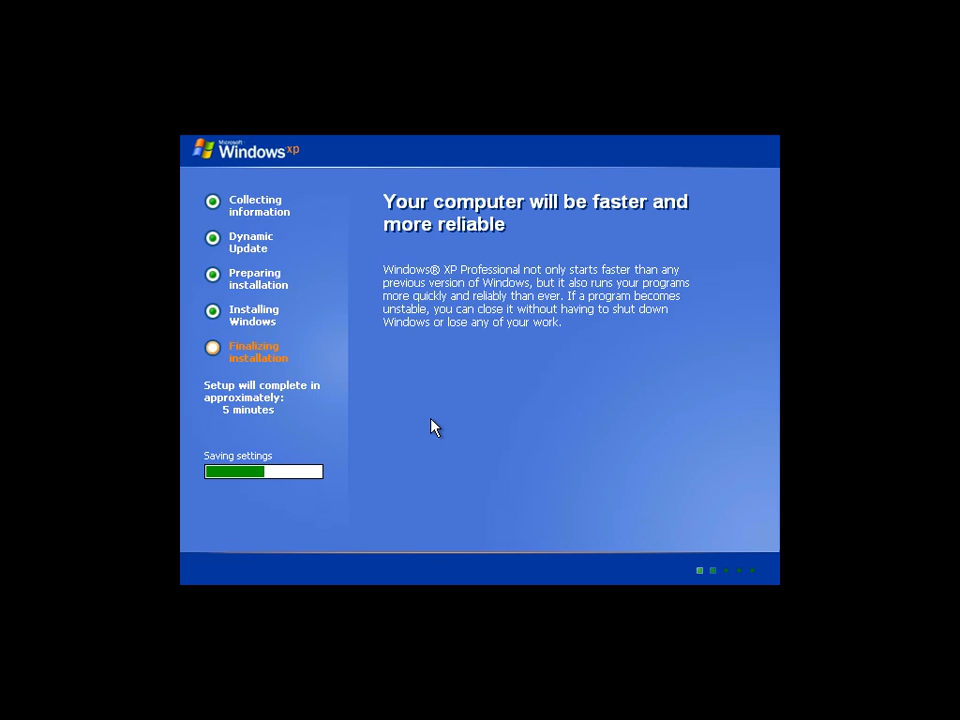 Microsoft
Windows xp
Collecting
information
Dynamic
Update
Preparing
installation
Installing
Windows
Finalizing
installation
Setup will complete in
approximately:
5 minutes
Saving settings
Your computer will be faster and
more reliable
Windows® XP Professional not only starts faster than any
previous version of Windows, but it also runs your programs
more quickly and reliably than ever. If a program becomes
unstable, you can close it without having to shut down
Windows or lose any of your work.